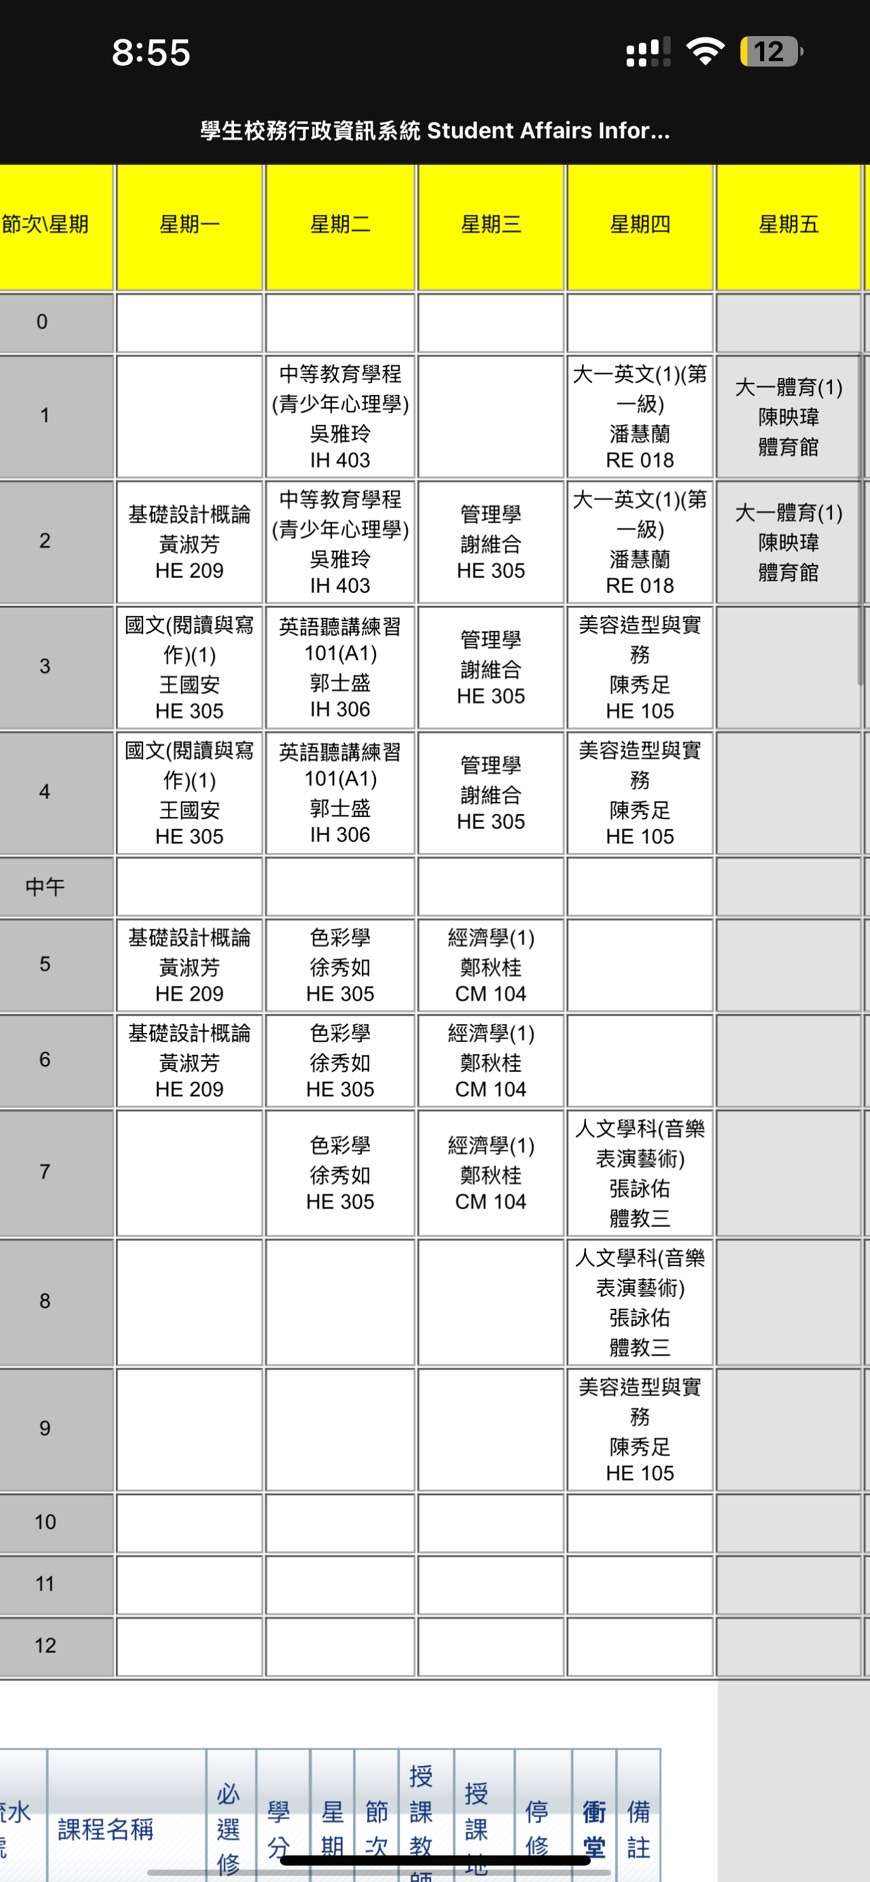 8:55
12
學生校務行政資訊系統 Student Affairs Infor...
節次\星期 星期一 星期二 星期三 星期四 星期五
0
1
中等教育學程
(青少年心理學)
吳雅玲
IH 403
大一英文(1)(第
一級)
潘慧蘭
RE 018
大一體育(1)
陳映瑋
體育館
2
基礎設計概論
黃淑芳
HE 209
中等教育學程
(青少年心理學)
吳雅玲
IH 403
管理學
謝維合
HE 305
大一英文(1)(第
一級)
潘慧蘭
RE 018
大一體育(1)
陳映瑋
體育館
3
國文(閱讀與寫
作)(1)
王國安
HE 305
英語聽講練習
101(A1)
郭士盛
IH 306
管理學
謝維合
HE 305
美容造型與實
務
陳秀足
HE 105
4
國文(閱讀與寫
作)(1)
王國安
HE 305
英語聽講練習
101(A1)
郭士盛
IH 306
管理學
謝維合
HE 305
美容造型與實
務
陳秀足
HE 105
中午
5
基礎設計概論
黃淑芳
HE 209
色彩學
徐秀如
HE 305
經濟學(1)
鄭秋桂
CM 104
6
基礎設計概論
黃淑芳
HE 209
色彩學
徐秀如
HE 305
經濟學(1)
鄭秋桂
CM 104
7
色彩學
徐秀如
HE 305
經濟學(1)
鄭秋桂
CM 104
人文學科(音樂
表演藝術)
張詠佑
體教三
8
人文學科(音樂
表演藝術)
張詠佑
體教三
9
美容造型與實
務
陳秀足
HE 105
10
11
12
水
課程名稱
必選修
學分
星期
節次
授課教師
授課地
停修
衝堂
備註